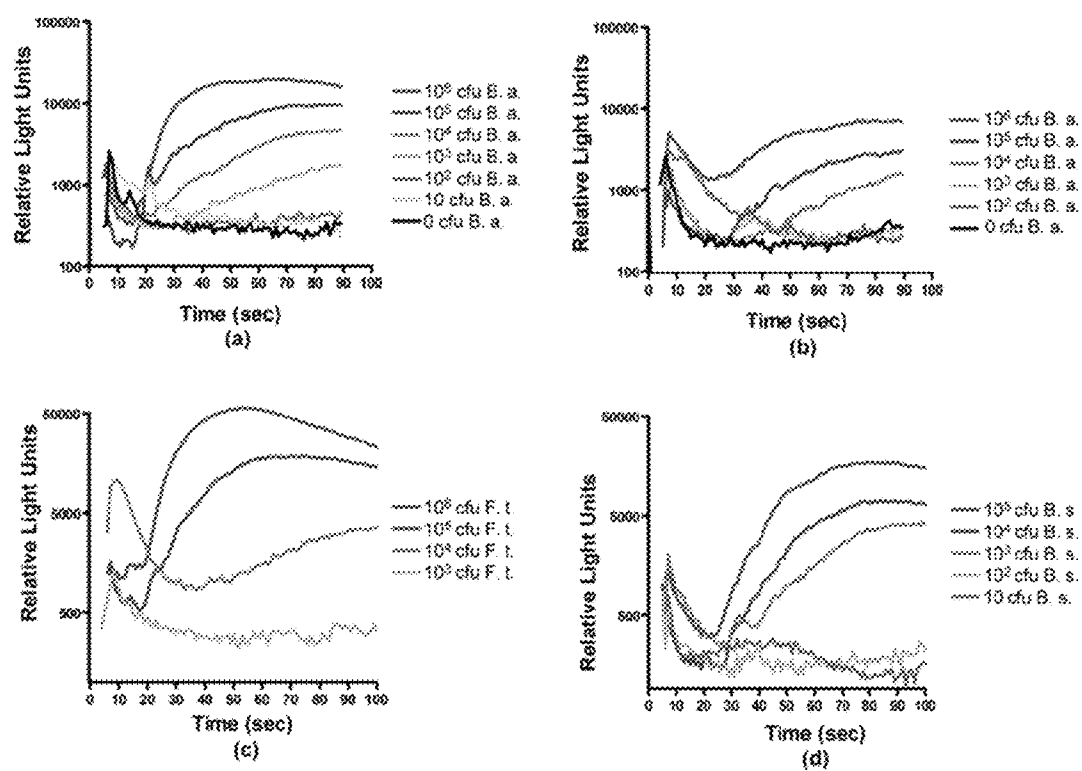 100000
10000
1000
100
Relative Light Units
0 10 20 30 40 50 60 70 80 90 100
Time (sec)
(a)
10⁶ cfu B. a.
10⁵ cfu B. a.
10⁴ cfu B. a.
10³ cfu B. a.
10² cfu B. a.
10 cfu B. a.
0 cfu B. a.
100000
10000
1000
100
Relative Light Units
0 10 20 30 40 50 60 70 80 90 100
Time (sec)
(b)
10⁶ cfu B. a.
10⁵ cfu B. a.
10⁴ cfu B. a.
10³ cfu B. a.
10² cfu B. a.
0 cfu B. a.
50000
5000
500
Relative Light Units
0 10 20 30 40 50 60 70 80 90 100
Time (sec)
(c)
10⁶ cfu F. t.
10⁵ cfu F. t.
10⁴ cfu F. t.
10³ cfu F. t.
50000
5000
500
Relative Light Units
0 10 20 30 40 50 60 70 80 90 100
Time (sec)
(d)
10⁵ cfu B. s.
10⁴ cfu B. s.
10³ cfu B. s.
10² cfu B. s.
10 cfu B. s.